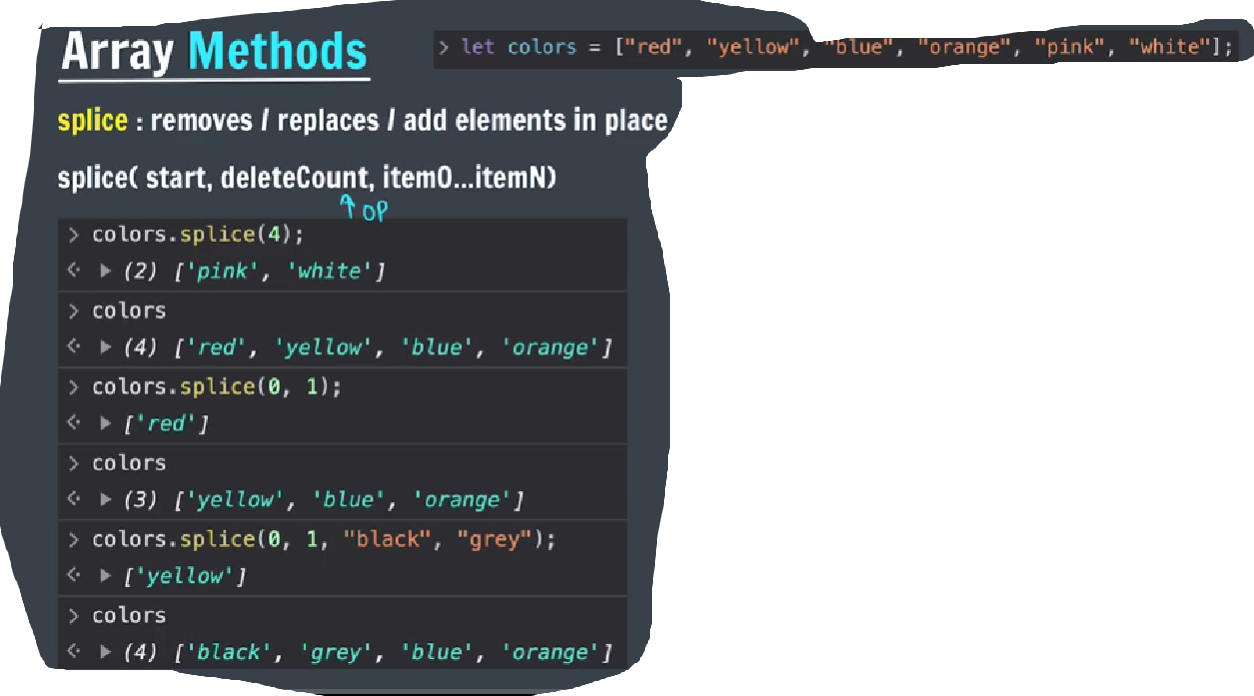 Array Methods
> let colors = ["red", "yellow", "blue", "orange", "pink", "white"];
splice : removes / replaces / add elements in place
splice( start, deleteCount, item0...itemN)
↑ OP
> colors.splice(4);
<· ▶ (2) ['pink', 'white']
> colors
<· ▶ (4) ['red', 'yellow', 'blue', 'orange']
> colors.splice(0, 1);
<· ▶ ['red']
> colors
<· ▶ (3) ['yellow', 'blue', 'orange']
> colors.splice(0, 1, "black", "grey");
<· ▶ ['yellow']
> colors
<· ▶ (4) ['black', 'grey', 'blue', 'orange']